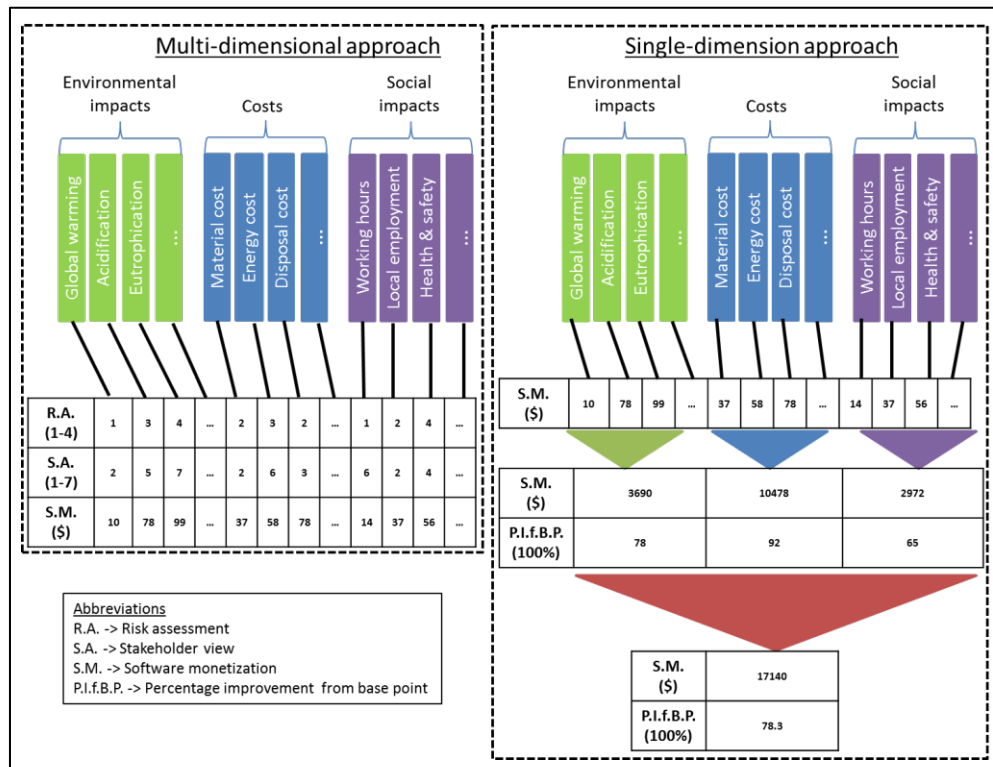 Multi-dimensional approach
Environmental
impacts
Costs
Social
impacts
Global warming
Acidification
Eutrophication
...
Material cost
Energy cost
Disposal cost
...
Working hours
Local employment
Health & safety
...
R.A.
(1-4)
1 3 4 ... 2 3 2 ... 1 2 4 ...
S.A.
(1-7)
2 5 7 ... 2 6 3 ... 6 2 4 ...
S.M.
($)
10 78 99 ... 37 58 78 ... 14 37 56 ...
Abbreviations
R.A. -> Risk assessment
S.A. -> Stakeholder view
S.M. -> Software monetization
P.I.f.B.P. -> Percentage improvement from base point
Single-dimension approach
Environmental
impacts
Costs
Social
impacts
Global warming
Acidification
Eutrophication
...
Material cost
Energy cost
Disposal cost
...
Working hours
Local employment
Health & safety
...
S.M.
($)
10 78 99 ... 37 58 78 ... 14 37 56 ...
S.M.
($)
3690 10478 2972
P.I.f.B.P.
(100%)
78 92 65
S.M.
($)
17140
P.I.f.B.P.
(100%)
78.3